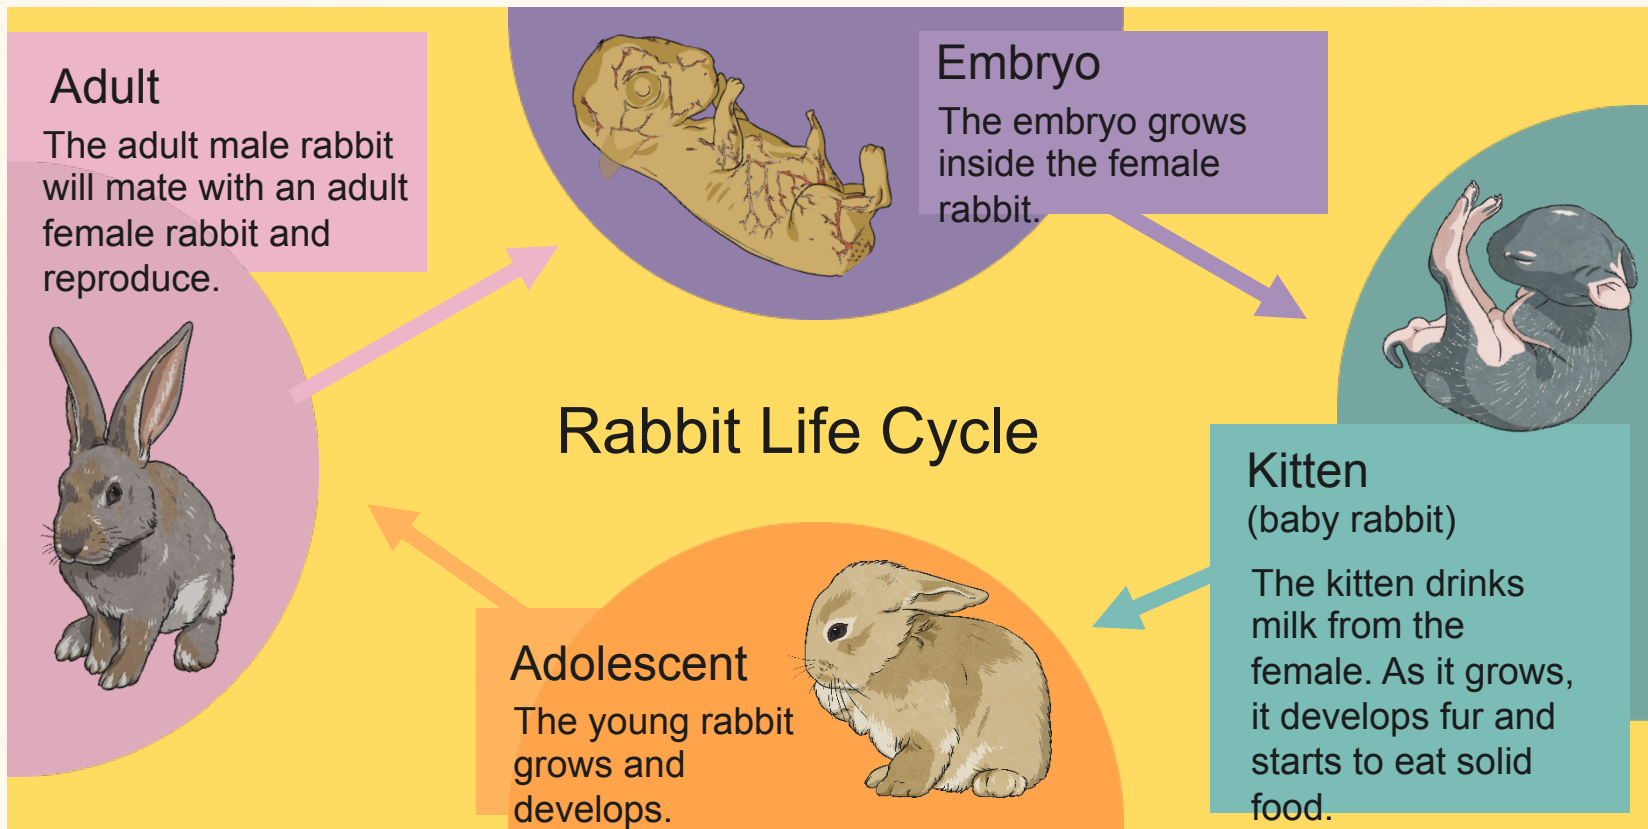 Adult
The adult male rabbit
will mate with an adult
female rabbit and
reproduce.
Embryo
The embryo grows
inside the female
rabbit.
Rabbit Life Cycle
Kitten
(baby rabbit)
The kitten drinks
milk from the
female. As it grows,
it develops fur and
starts to eat solid
food.
Adolescent
The young rabbit
grows and
develops.